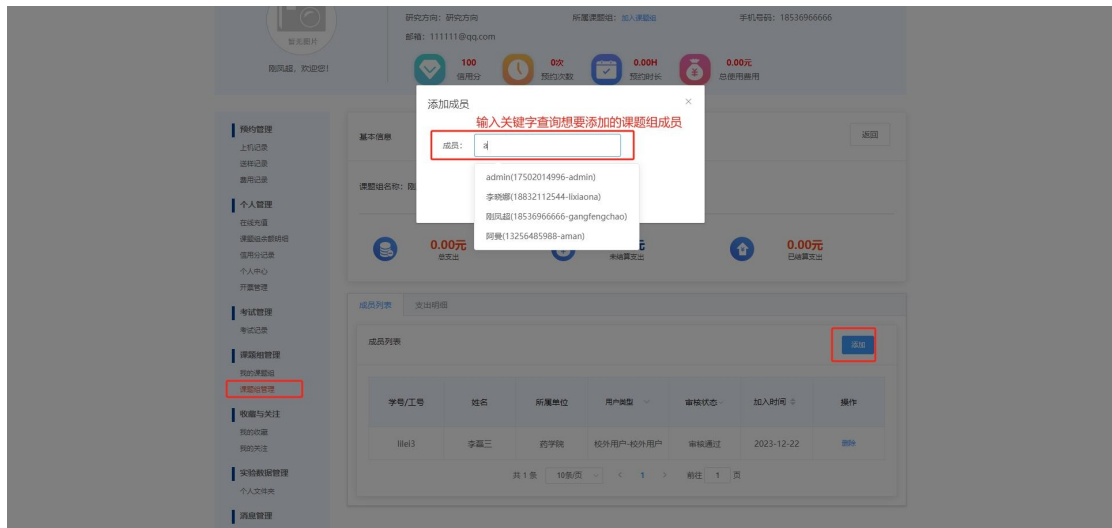 研究方向：研究方向 所属课题组：加入课题组 手机号码：18536966666
暂无图片
邮箱：111111@qq.com
刚凤超，欢迎您！
100 0次 0.00H 0.00元
信用分 预约次数 预约时长 总使用费用
添加成员 ×
输入关键字查询想要添加的课题组成员
成员： a
admin(17502014996-admin)
李晓娜(18832112544-lixiaona)
刚凤超(18536966666-gangfengchao)
阿曼(13256485988-aman)
预约管理
上机记录
送样记录
费用记录
个人管理
在线充值
课题组余额明细
信用分记录
个人中心
开票管理
考试管理
考试记录
课题组管理
我的课题组
课题组管理
收藏与关注
我的收藏
我的关注
实验数据管理
个人文件夹
消息管理
基本信息 返回
课题组名称：刚
0.00元 0.00元
总支出 未结算支出 已结算支出
成员列表 支出明细
成员列表 添加
学号/工号 姓名 所属单位 用户类型 审核状态 加入时间 操作
lilei3 李磊三 药学院 校外用户-校外用户 审核通过 2023-12-22 删除
共 1 条 10条/页 < 1 > 前往 1 页